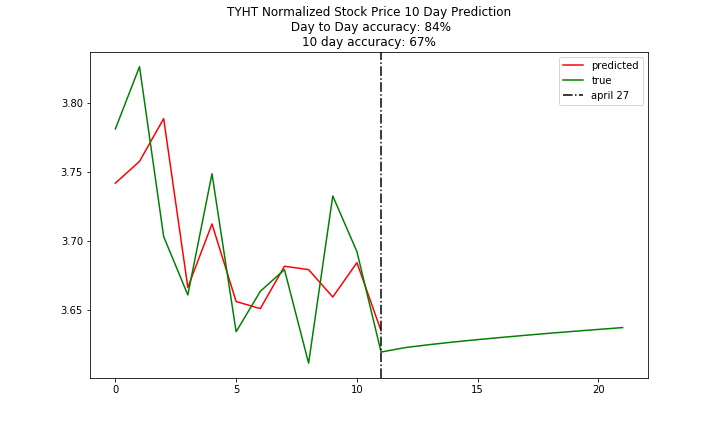 TYHT Normalized Stock Price 10 Day Prediction
Day to Day accuracy: 84%
10 day accuracy: 67%
predicted
true
april 27
3.80
3.75
3.70
3.65
0
5
10
15
20